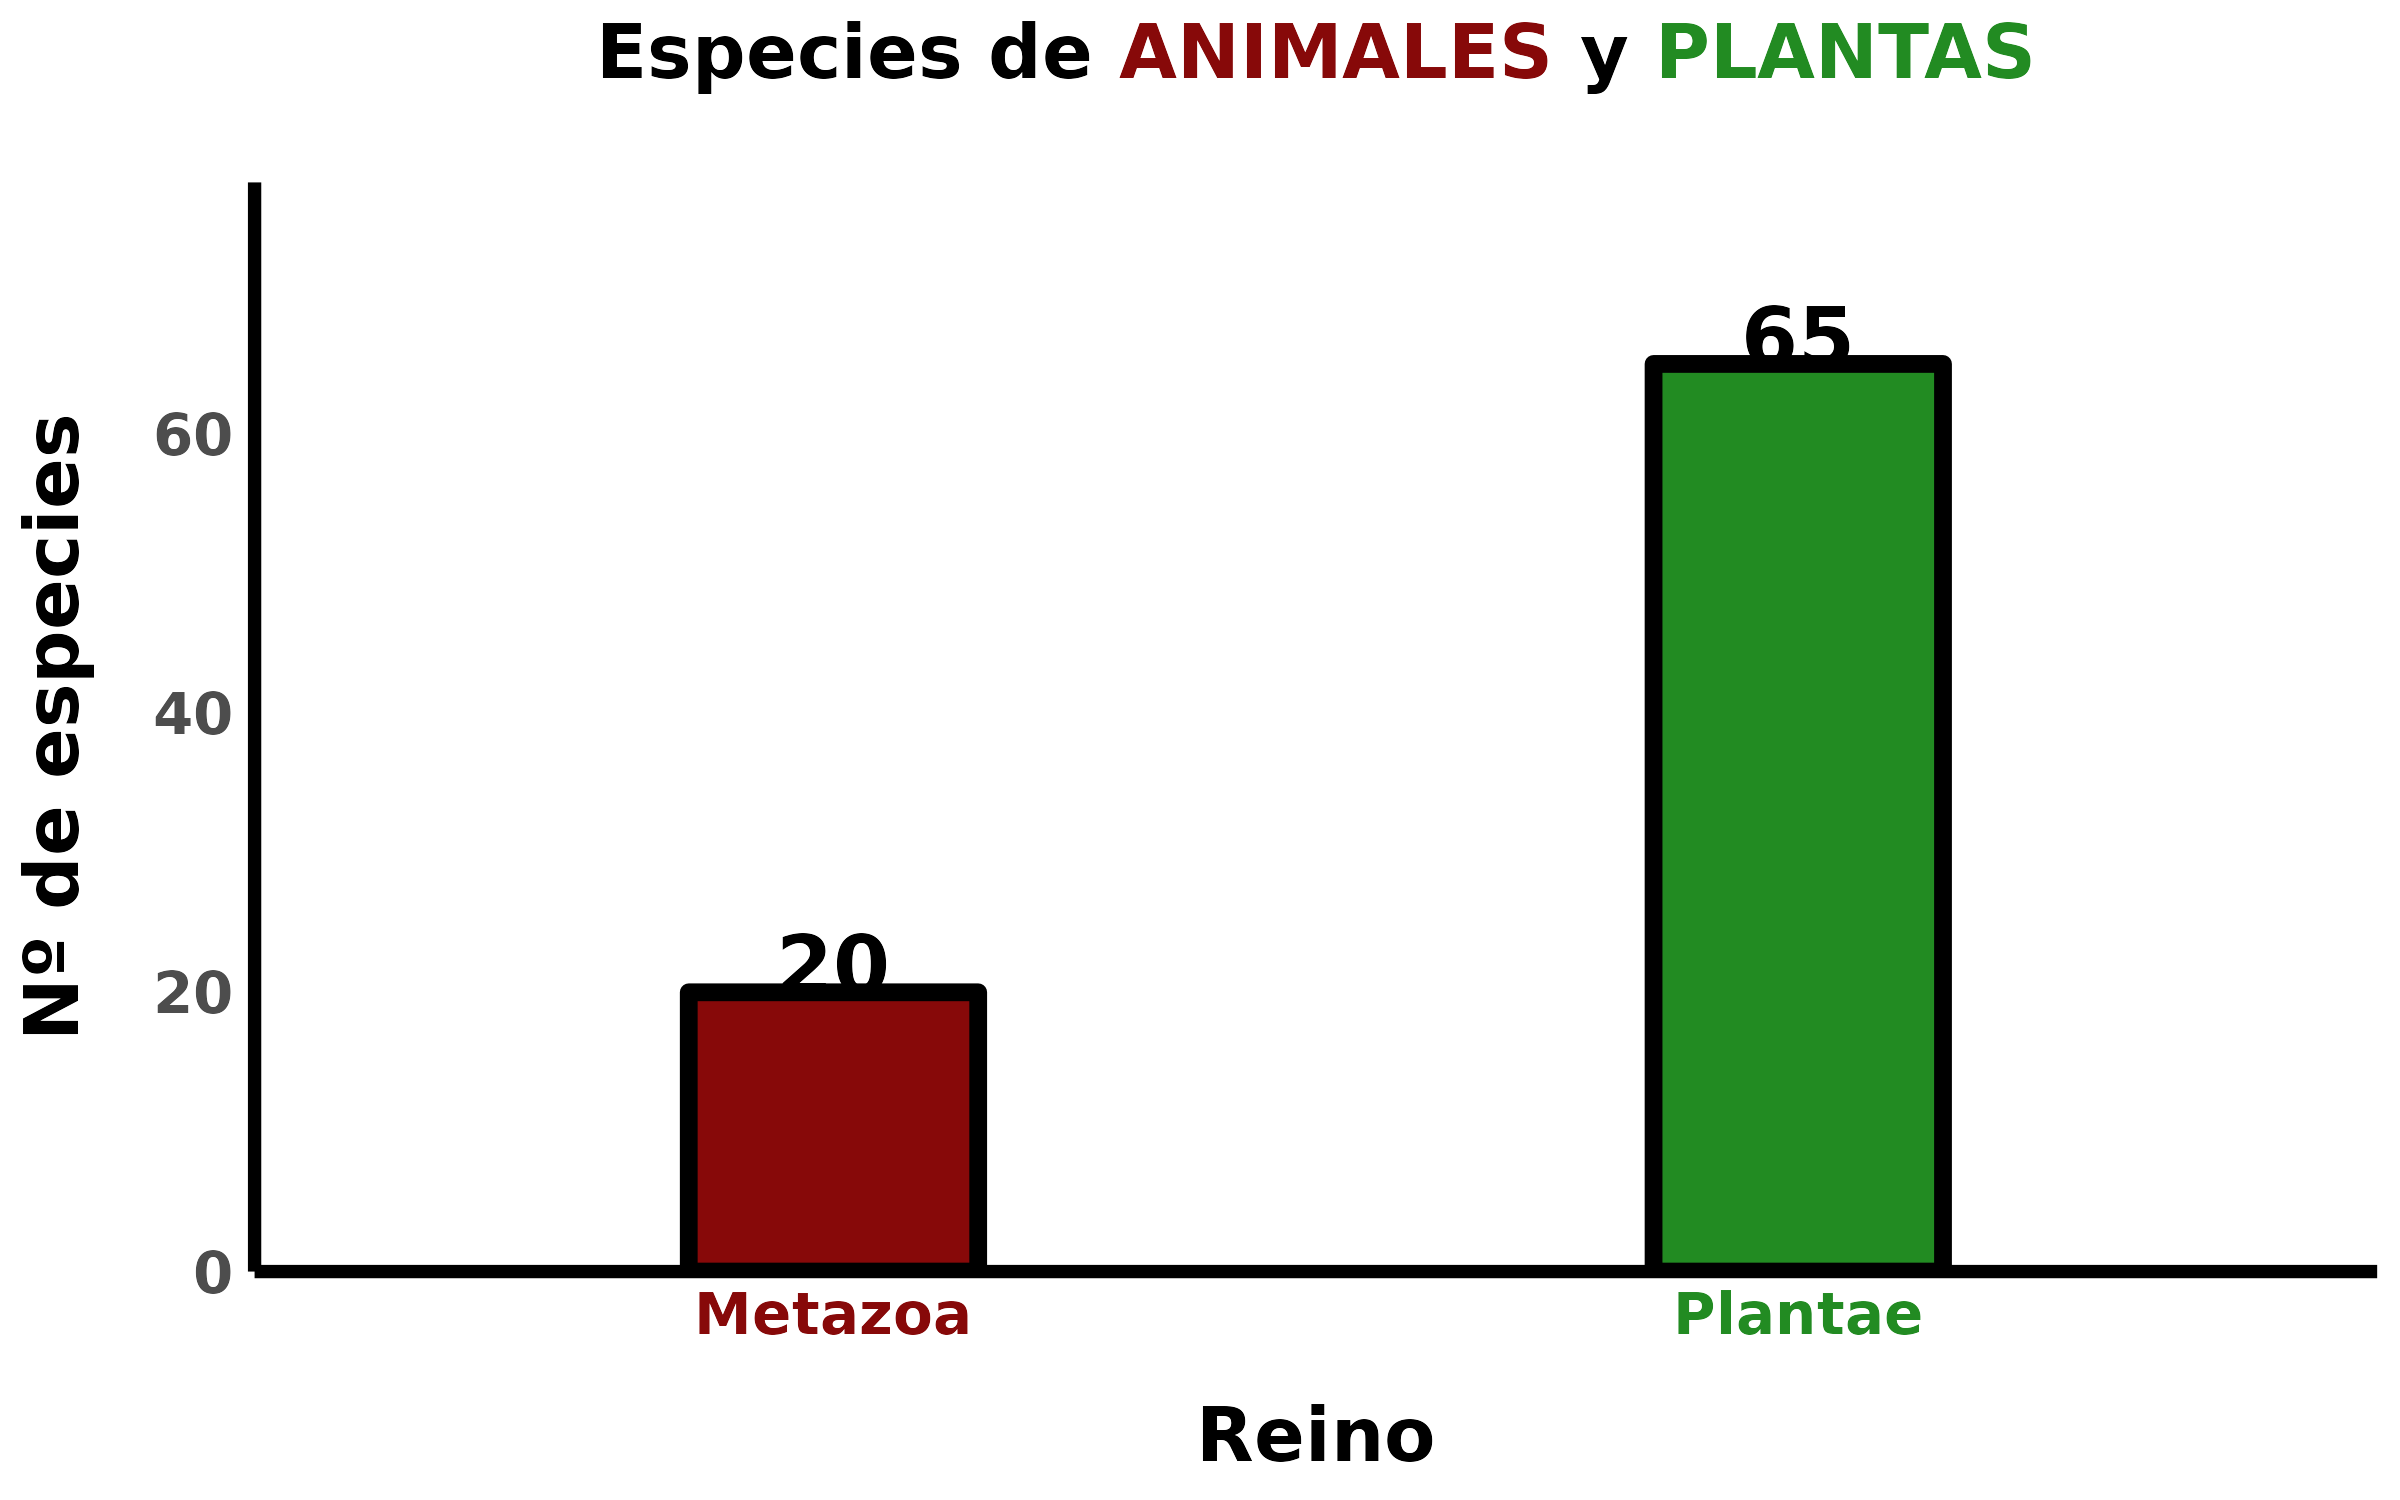 Especies de ANIMALES y PLANTAS
Nº de especies
60
40
20
0
65
20
Metazoa
Plantae
Reino